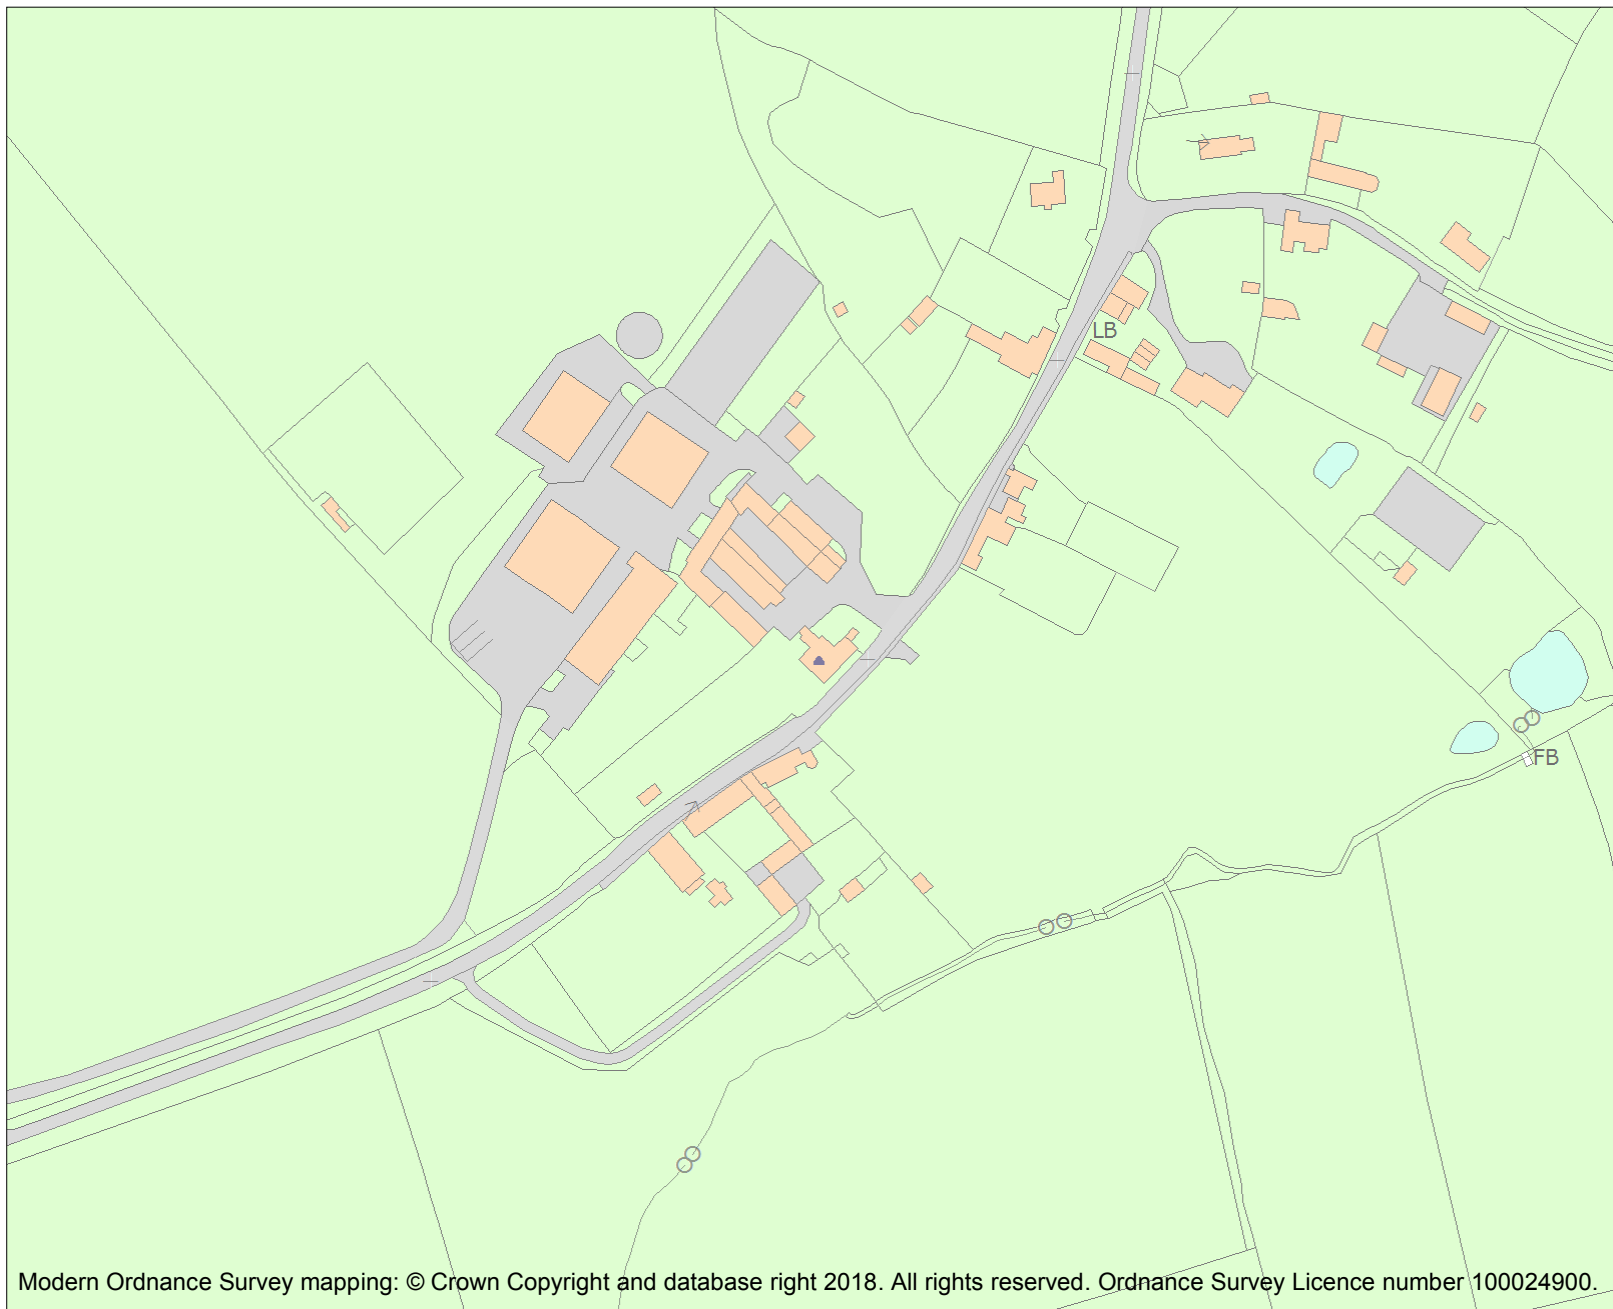 LB
FB
Modern Ordnance Survey mapping: © Crown Copyright and database right 2018. All rights reserved. Ordnance Survey Licence number 100024900.